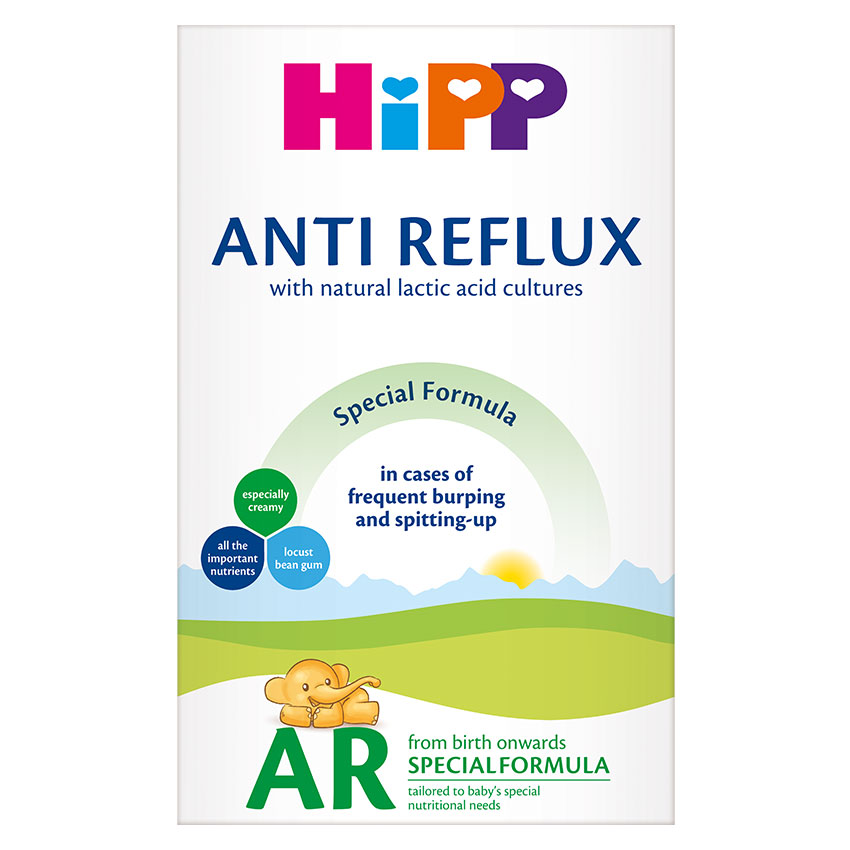 HiPP
ANTI REFLUX
with natural lactic acid cultures
Special Formula
in cases of
frequent burping
and spitting-up
especially
creamy
all the
important
nutrients
locust
bean gum
AR
from birth onwards
SPECIALFORMULA
tailored to baby's special
nutritional needs